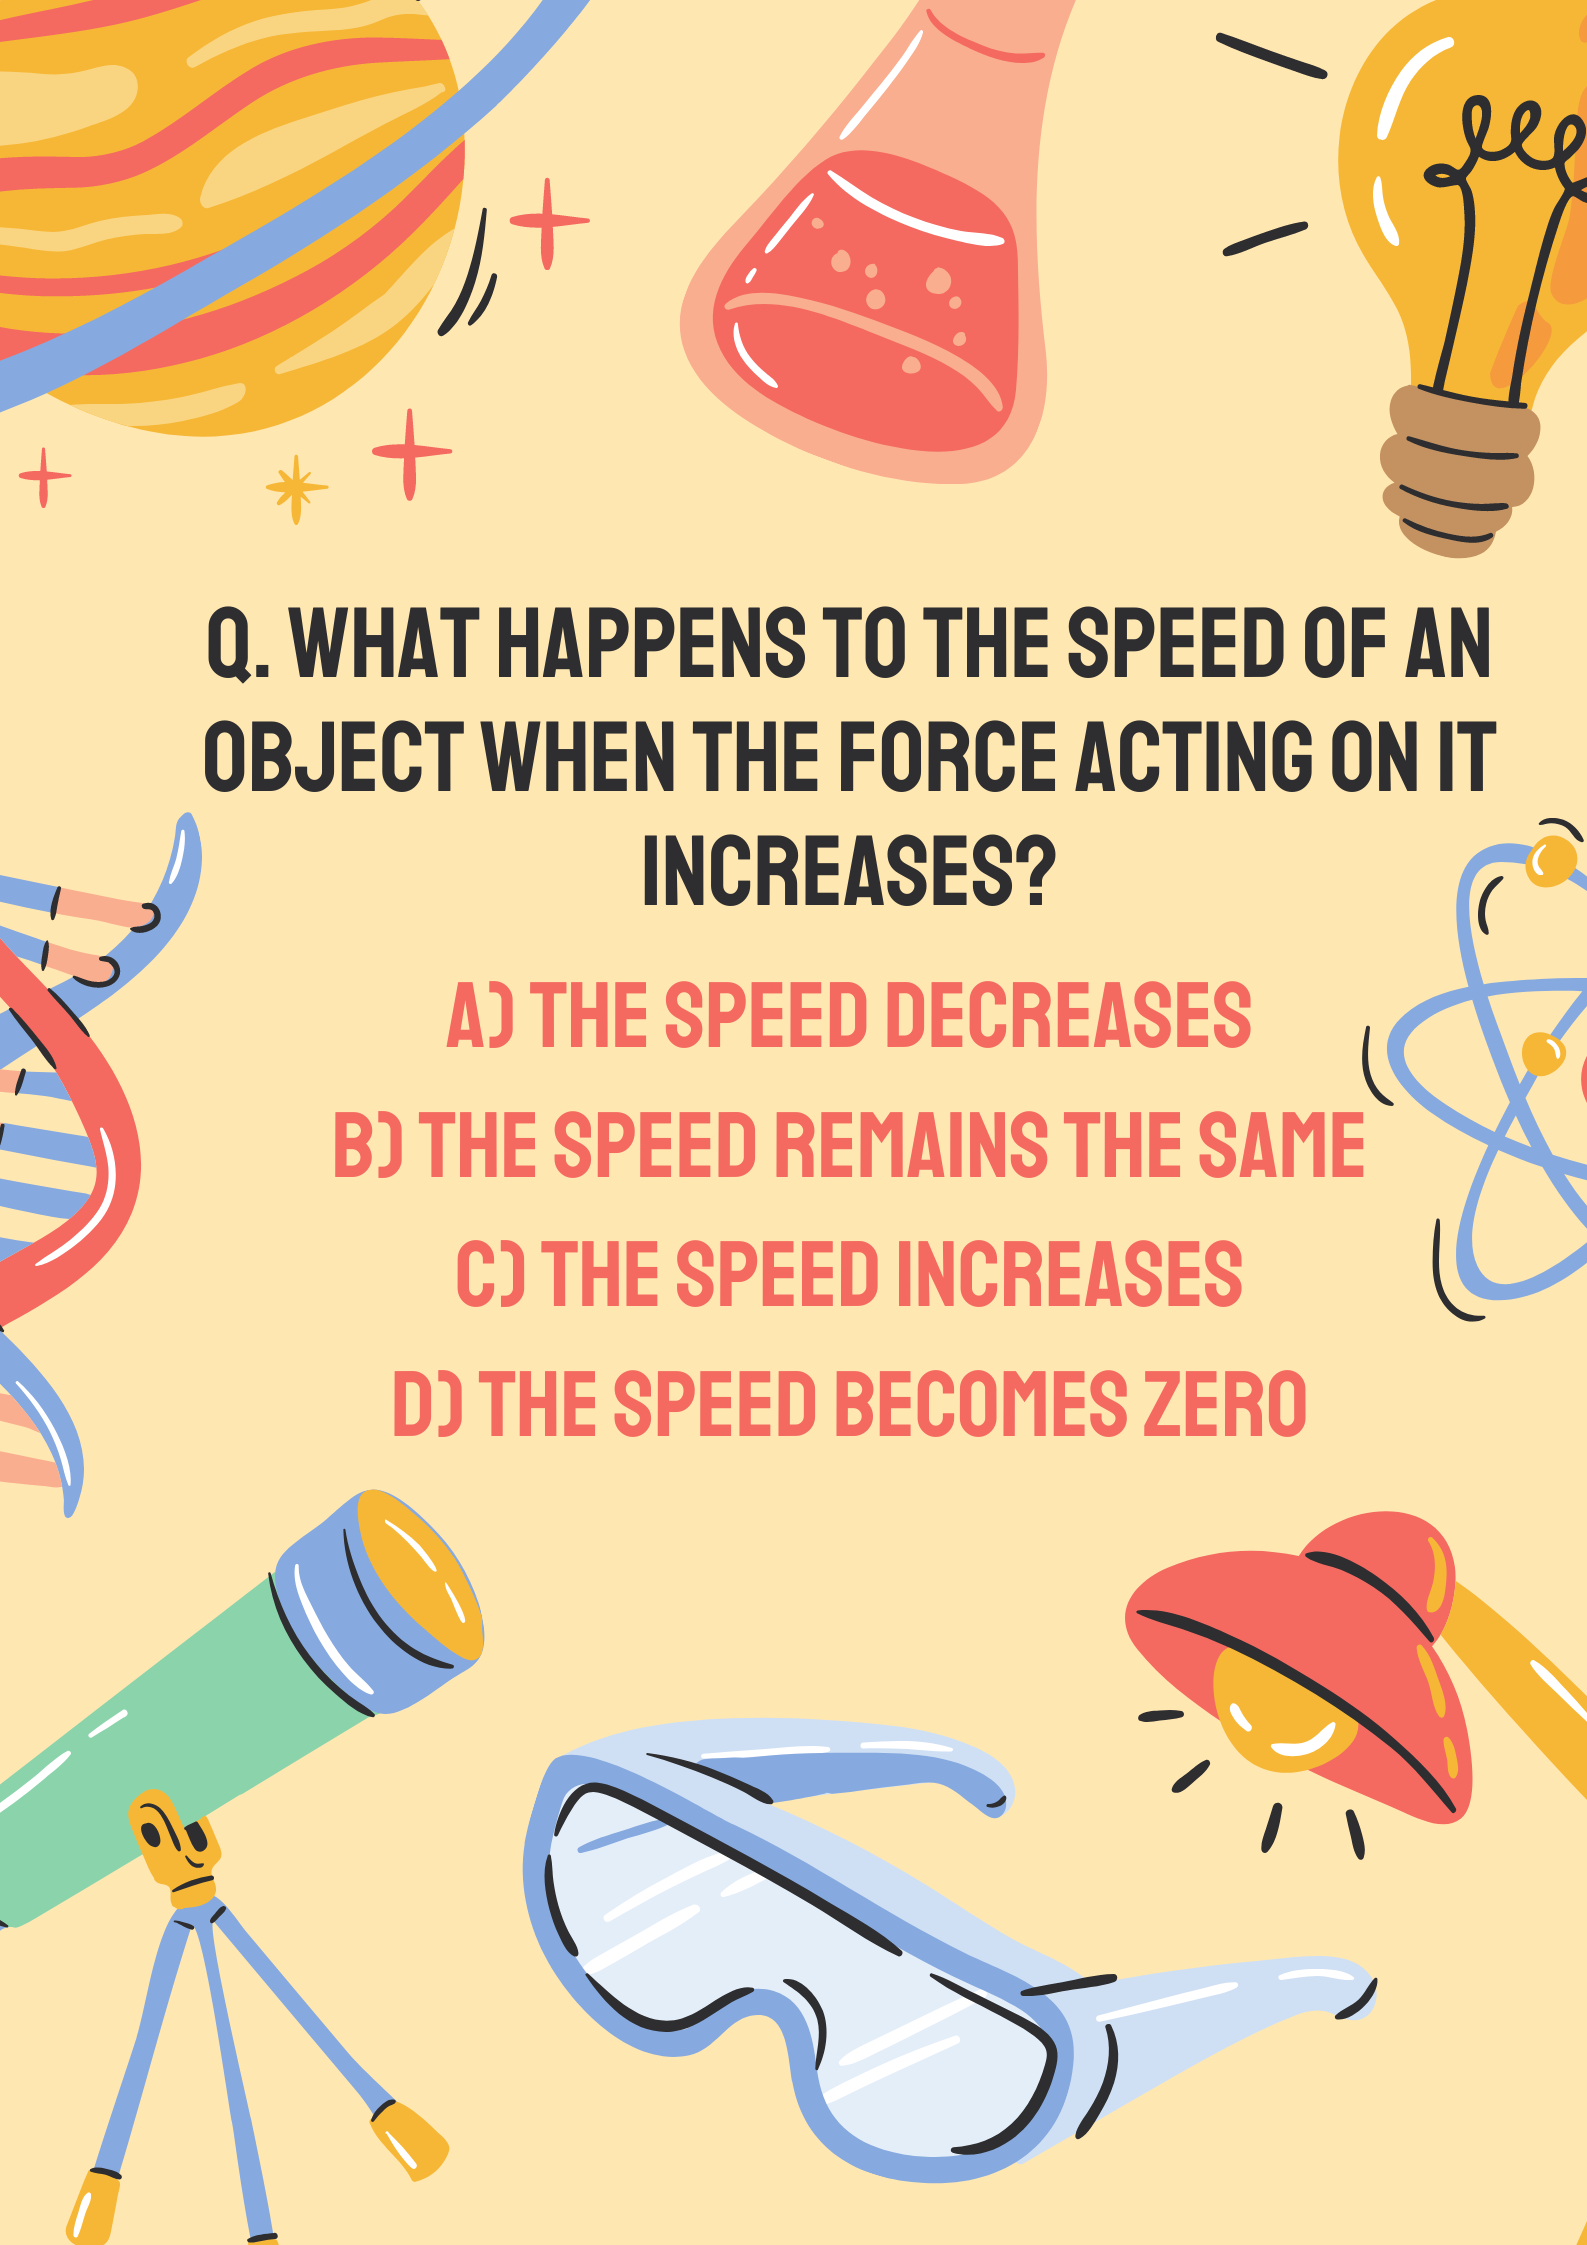 Q. WHAT HAPPENS TO THE SPEED OF AN
OBJECT WHEN THE FORCE ACTING ON IT
INCREASES?
A) THE SPEED DECREASES
B) THE SPEED REMAINS THE SAME
C) THE SPEED INCREASES
D) THE SPEED BECOMES ZERO